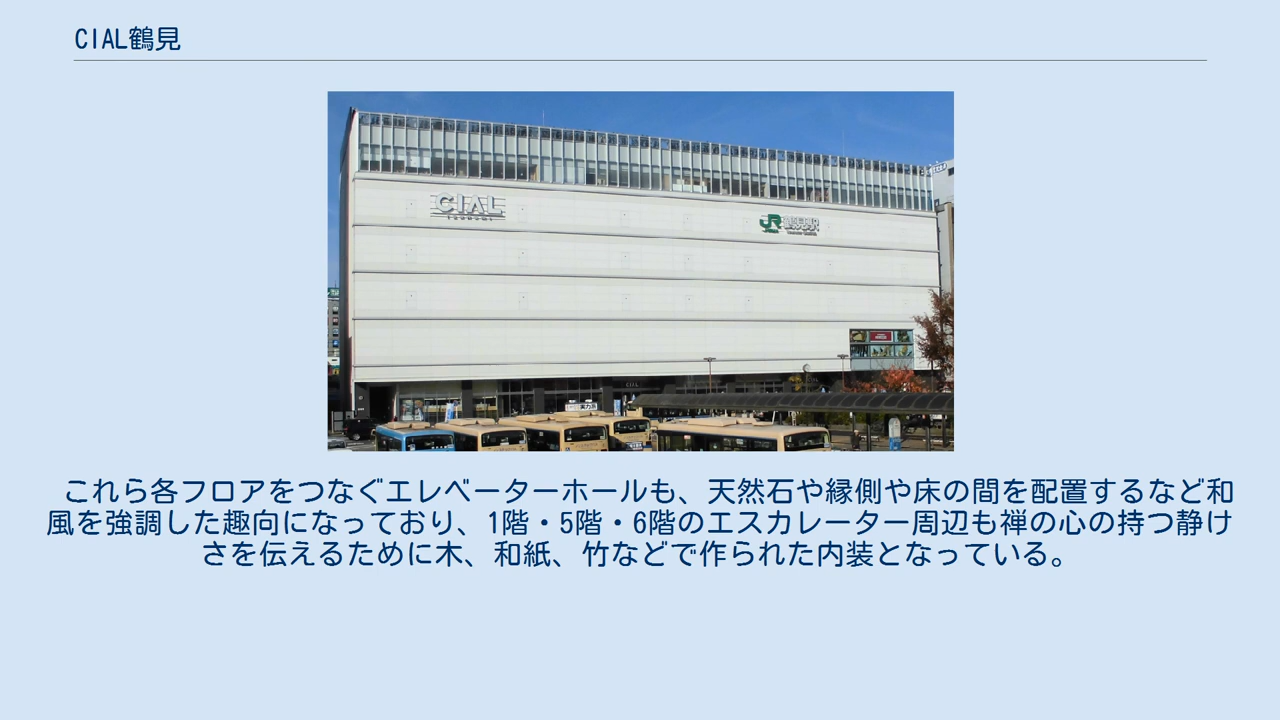 CIAL鶴見
CIAL
TSURUMI
JR 鶴見駅
CIAL
これら各フロアをつなぐエレベーターホールも、天然石や縁側や床の間を配置するなど和
風を強調した趣向になっており、1階・5階・6階のエスカレーター周辺も禅の心の持つ静け
さを伝えるために木、和紙、竹などで作られた内装となっている。